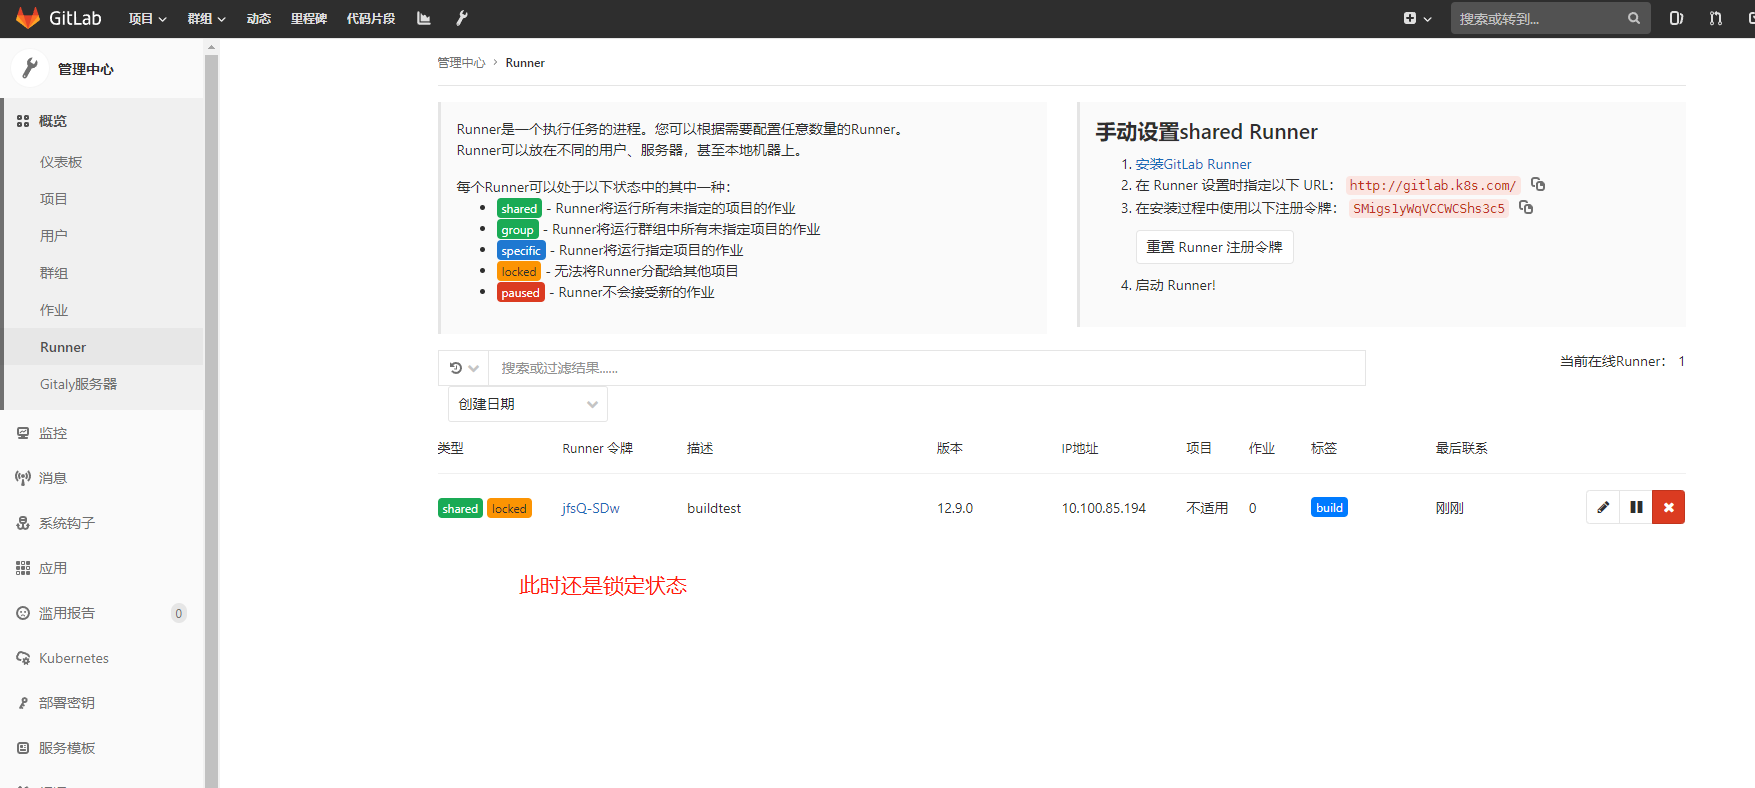 GitLab 项目 群组 动态 里程碑 代码片段 搜索或转到...
管理中心
概览
仪表板
项目
用户
群组
作业
Runner
Gitaly服务器
监控
消息
系统钩子
应用
滥用报告 0
Kubernetes
部署密钥
服务模板
管理中心 › Runner
Runner是一个执行任务的进程。您可以根据需要配置任意数量的Runner。
Runner可以放在不同的用户、服务器，甚至本地机器上。
每个Runner可以处于以下状态中的其中一种：
• shared - Runner将运行所有未指定的项目的作业
• group - Runner将运行群组中所有未指定项目的作业
• specific - Runner将运行指定项目的作业
• locked - 无法将Runner分配给其他项目
• paused - Runner不会接受新的作业
手动设置shared Runner
1. 安装GitLab Runner
2. 在 Runner 设置时指定以下 URL： http://gitlab.k8s.com/
3. 在安装过程中使用以下注册令牌： SMigs1yWqVCCWCShs3c5
重置 Runner 注册令牌
4. 启动 Runner!
搜索或过滤结果......
当前在线Runner： 1
创建日期
类型 Runner 令牌 描述 版本 IP地址 项目 作业 标签 最后联系
shared locked jfsQ-SDw buildtest 12.9.0 10.100.85.194 不适用 0 build 刚刚
此时还是锁定状态